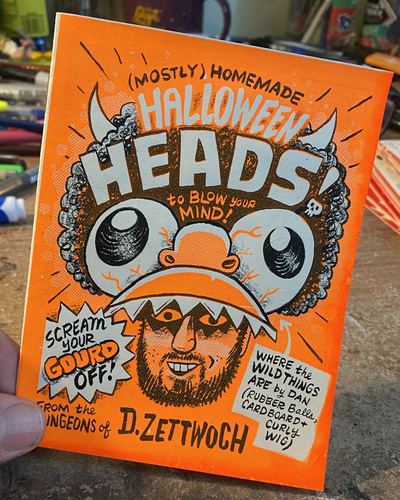 (MOSTLY) HOMEMADE
HALLOWEEN
HEADS!
to BLOW YOUR
MIND!
SCREAM
YOUR
GOURD
OFF!
WHERE the
WILD THINGS
ARE by DAN
(RUBBER BALLS,
CARDBOARD +
CURLY
WIG)
FROM the
DUNGEONS of D. ZETTWOCH